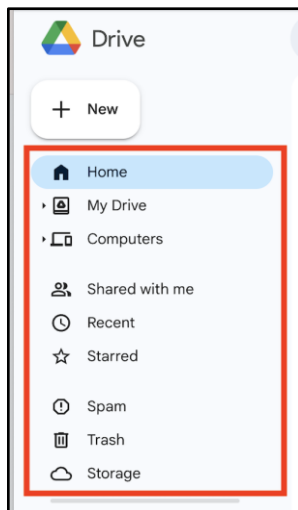 Drive
New
Home
My Drive
Computers
Shared with me
Recent
Starred
Spam
Trash
Storage